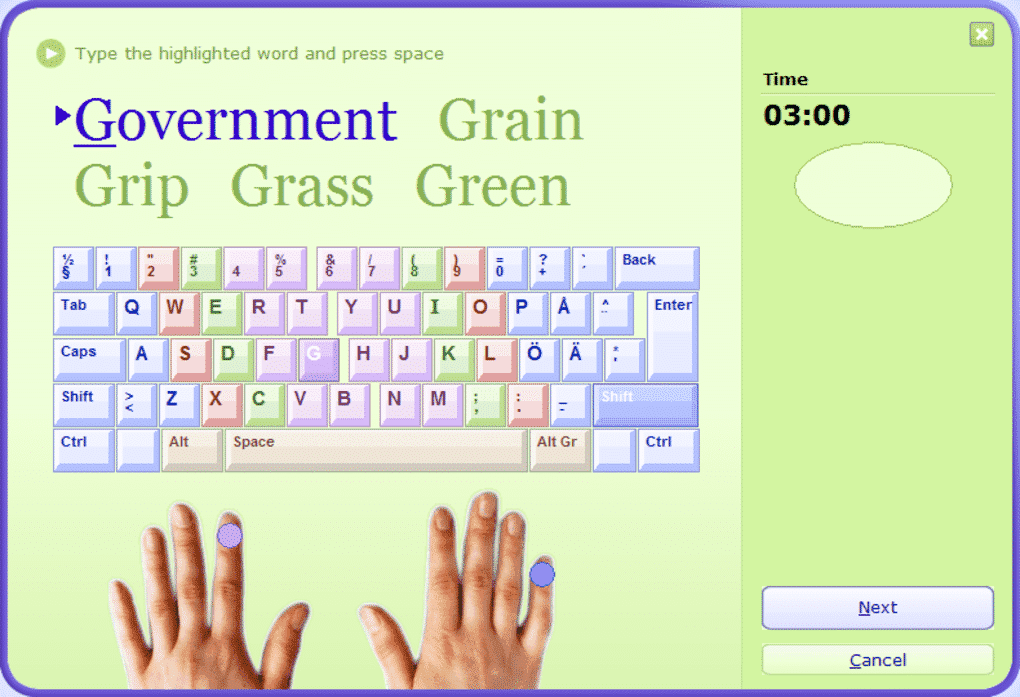 Type the highlighted word and press space
Government Grain
Grip Grass Green
½ § ! 1 " 2 # 3 4 % 5 & 6 / 7 ( 8 ) 9 = 0 ? + ` ´ Back
Tab Q W E R T Y U I O P Å ^ ¨ Enter
Caps A S D F G H J K L Ö Ä * '
Shift > < Z X C V B N M ; , : . _ - Shift
Ctrl Alt Space Alt Gr Ctrl
Time
03:00
Next
Cancel